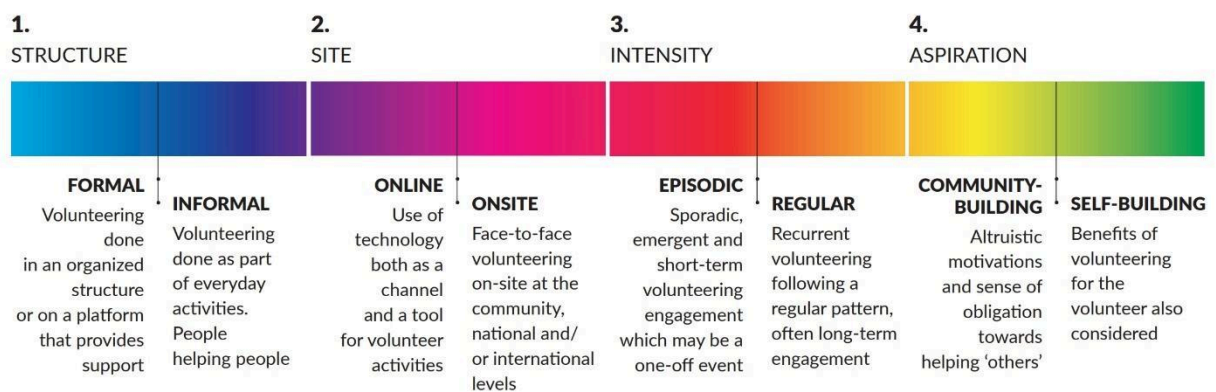 1.
STRUCTURE
FORMAL
Volunteering
done
in an organized
structure
or on a platform
that provides
support
INFORMAL
Volunteering
done as part
of everyday
activities.
People
helping people
2.
SITE
ONLINE
Use of
technology
both as a
channel
and a tool
for volunteer
activities
ONSITE
Face-to-face
volunteering
on-site at the
community,
national and/
or international
levels
3.
INTENSITY
EPISODIC
Sporadic,
emergent and
short-term
volunteering
engagement
which may be a
one-off event
REGULAR
Recurrent
volunteering
following a
regular pattern,
often long-term
engagement
4.
ASPIRATION
COMMUNITY-
BUILDING
Altruistic
motivations
and sense of
obligation
towards
helping ‘others’
SELF-BUILDING
Benefits of
volunteering
for the
volunteer also
considered